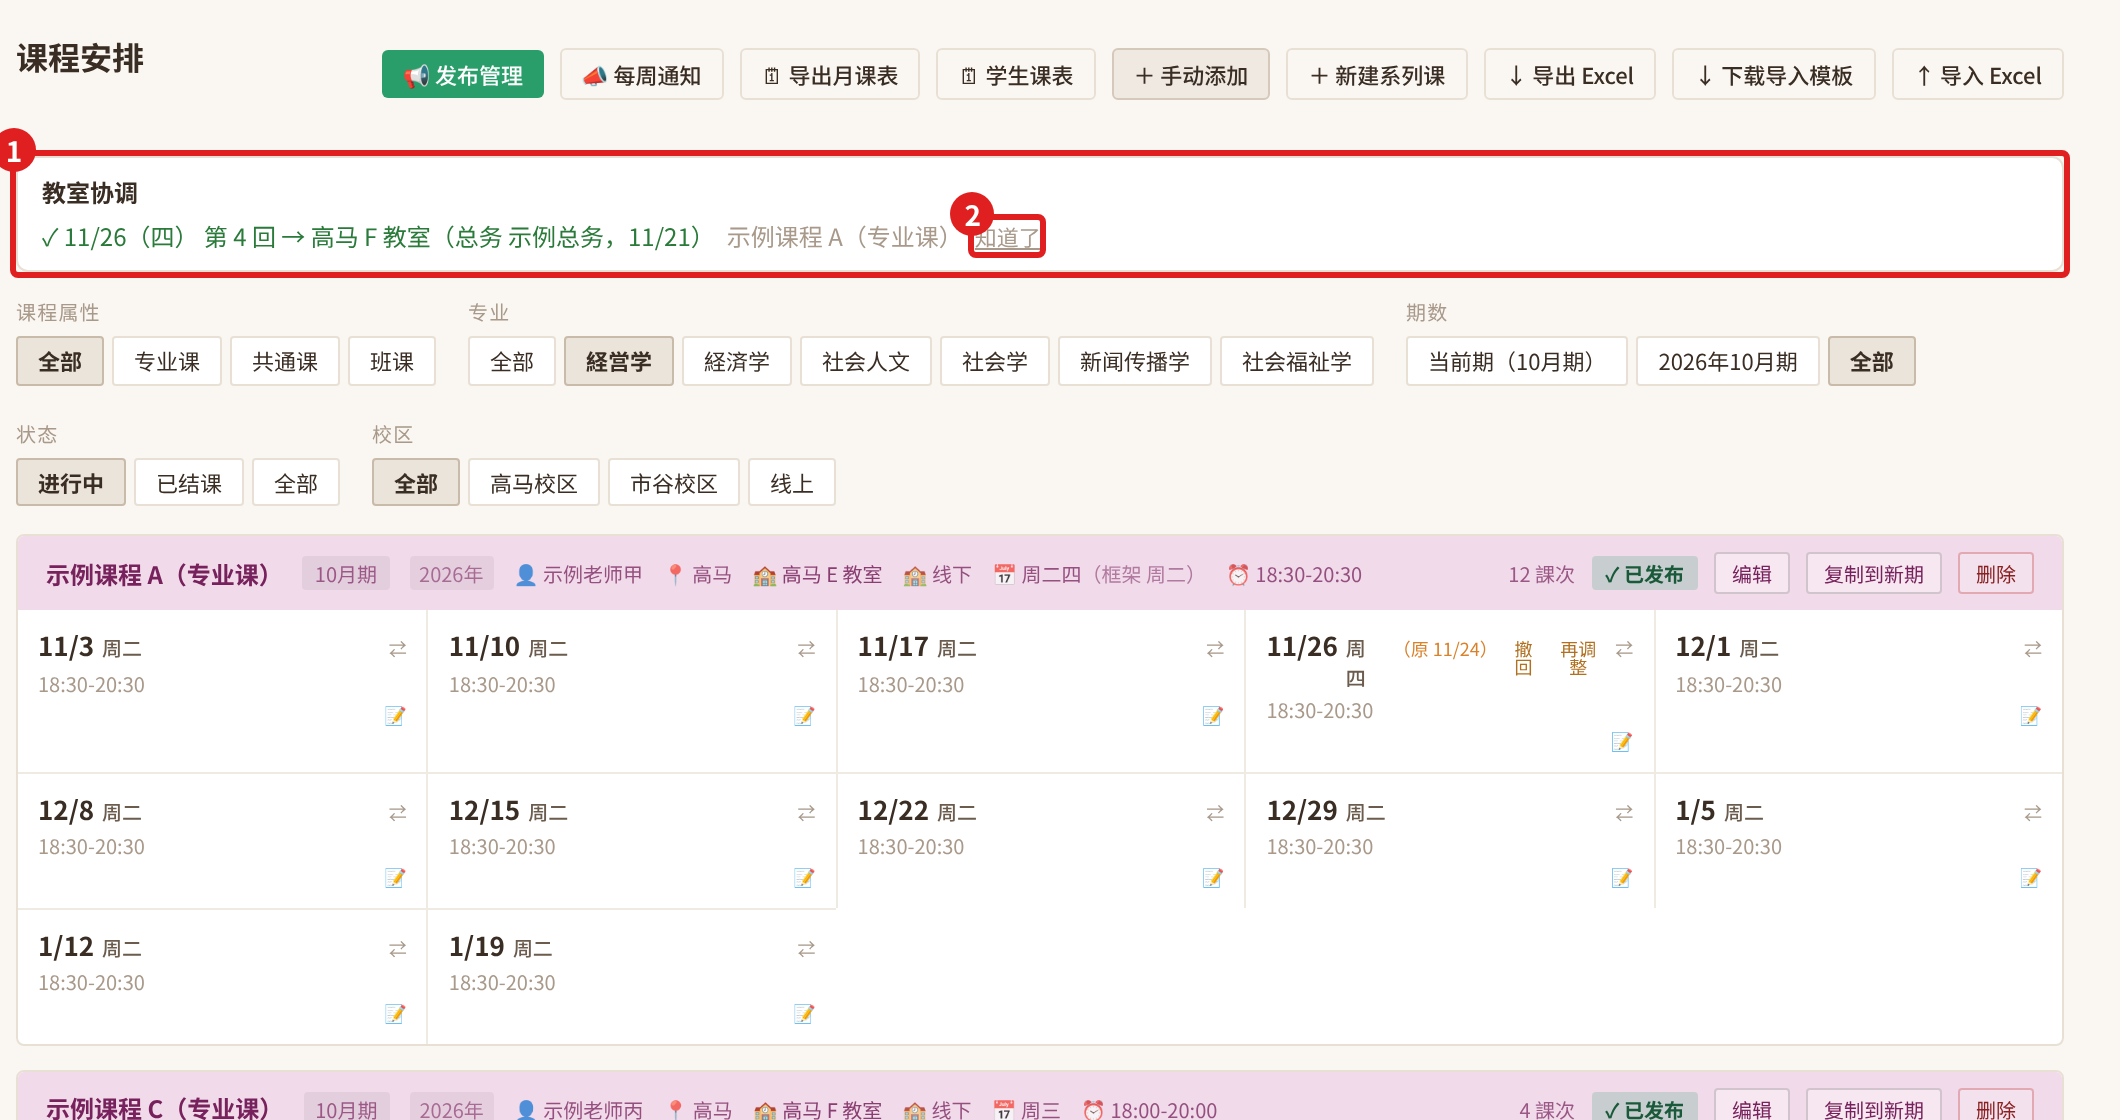 课程安排
📢 发布管理 📣 每周通知 🗓 导出月课表 🗓 学生课表 ＋ 手动添加 ＋ 新建系列课 ↓ 导出 Excel ↓ 下载导入模板 ↑ 导入 Excel
1
教室协调
2
✓ 11/26（四） 第 4 回 → 高马 F 教室（总务 示例总务，11/21） 示例课程 A（专业课） 知道了
课程属性 专业 期数
全部 专业课 共通课 班课 全部 経営学 経済学 社会人文 社会学 新闻传播学 社会福祉学 当前期（10月期） 2026年10月期 全部
状态 校区
进行中 已结课 全部 全部 高马校区 市谷校区 线上
示例课程 A（专业课） 10月期 2026年 👤 示例老师甲 📍 高马 🏫 高马 E 教室 🏫 线下 📅 周二四（框架 周二） ⏰ 18:30-20:30 12 課次 ✓ 已发布 编辑 复制到新期 删除
11/3 周二 ⇄ 11/10 周二 ⇄ 11/17 周二 ⇄ 11/26 周四 （原 11/24） 撤回 再调整 ⇄ 12/1 周二 ⇄
18:30-20:30 18:30-20:30 18:30-20:30 18:30-20:30 18:30-20:30
📝 📝 📝 📝 📝
12/8 周二 ⇄ 12/15 周二 ⇄ 12/22 周二 ⇄ 12/29 周二 ⇄ 1/5 周二 ⇄
18:30-20:30 18:30-20:30 18:30-20:30 18:30-20:30 18:30-20:30
📝 📝 📝 📝 📝
1/12 周二 ⇄ 1/19 周二 ⇄
18:30-20:30 18:30-20:30
📝 📝
示例课程 C（专业课） 10月期 2026年 👤 示例老师丙 📍 高马 🏫 高马 F 教室 🏫 线下 📅 周三 ⏰ 18:00-20:00 4 課次 ✓ 已发布 编辑 复制到新期 删除